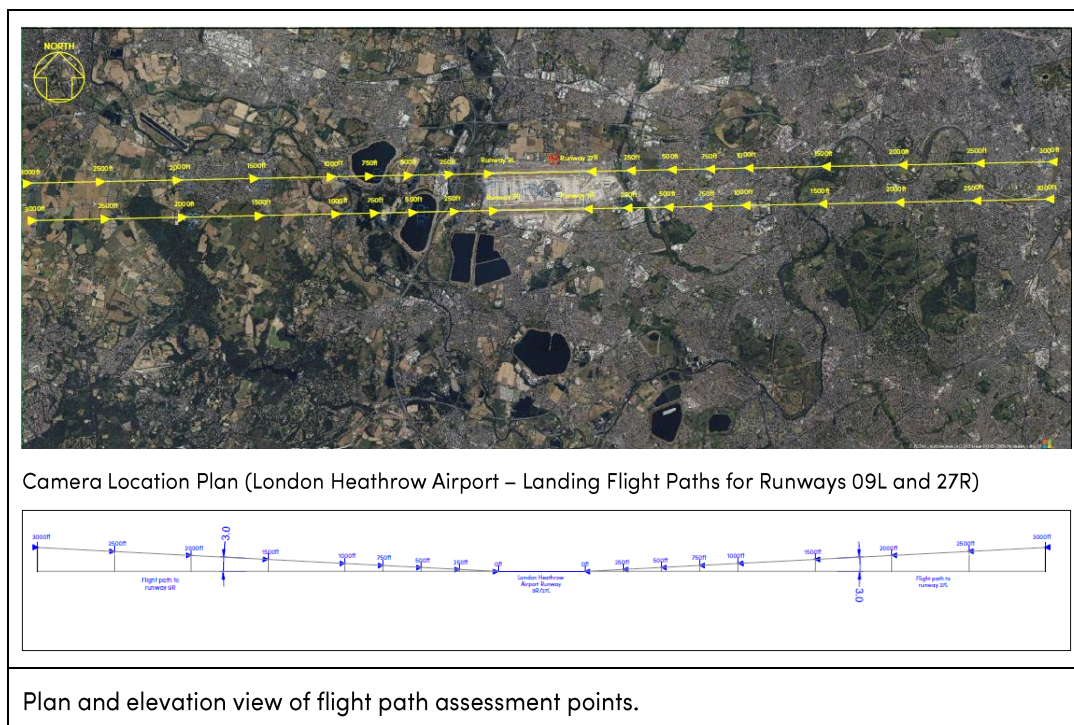 NORTH
3000ft 2500ft 2000ft 1500ft 1000ft 750ft 500ft 250ft Runway 9L Runway 27R 250ft 500ft 750ft 1000ft 1500ft 2000ft 2500ft 3000ft
3000ft 2500ft 2000ft 1500ft 1000ft 750ft 500ft 250ft Runway 9R 250ft 500ft 750ft 1000ft 1500ft 2000ft 2500ft 3000ft
Camera Location Plan (London Heathrow Airport – Landing Flight Paths for Runways 09L and 27R)
3000ft 2500ft 2000ft 3.0 1500ft 1000ft 750ft 500ft 250ft 0ft 0ft 250ft 500ft 750ft 1000ft 1500ft 2000ft 2500ft 3000ft
Flight path to
runway 9R
London Heathrow
Airport Runway
9R/27L
Flight path to
runway 27L
3.0
Plan and elevation view of flight path assessment points.